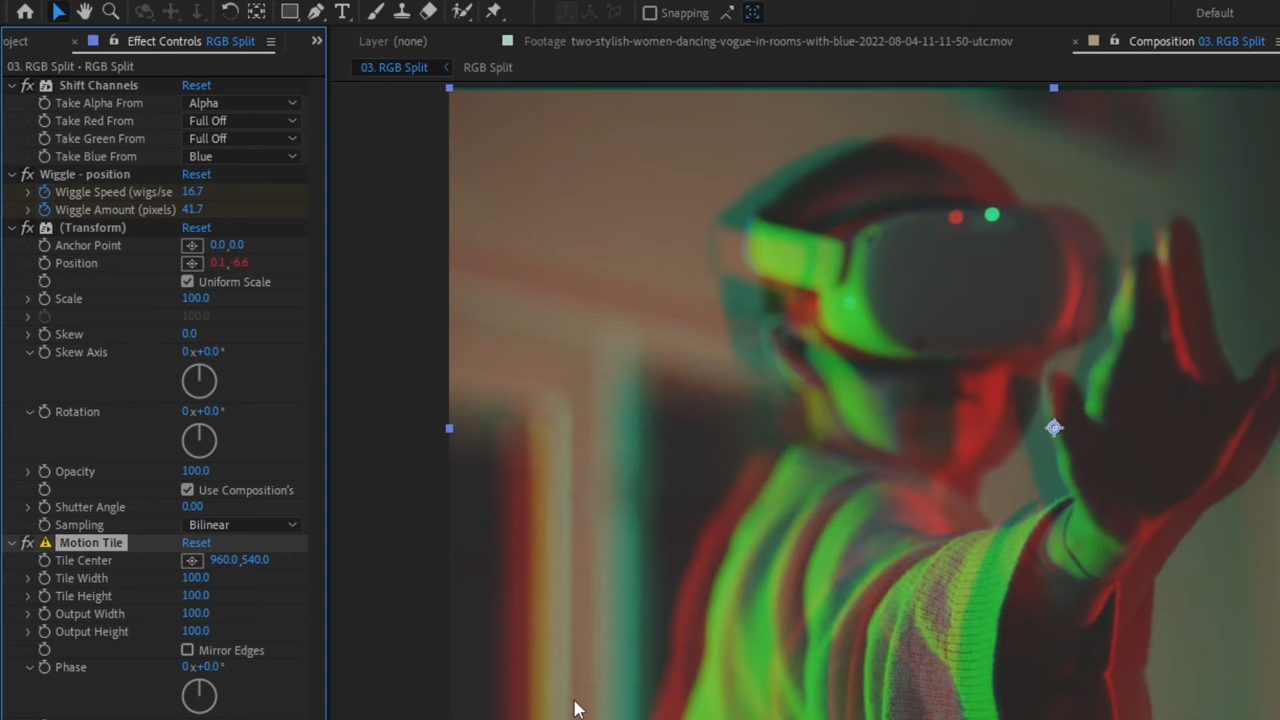 Snapping
Default
oject
Effect Controls RGB Split
Layer (none)
Footage two-stylish-women-dancing-vogue-in-rooms-with-blue-2022-08-04-11-11-50-utc.mov
Composition 03. RGB Split
03. RGB Split • RGB Split
03. RGB Split
RGB Split
fx Shift Channels Reset
Take Alpha From Alpha
Take Red From Full Off
Take Green From Full Off
Take Blue From Blue
fx Wiggle - position Reset
Wiggle Speed (wigs/se 16.7
Wiggle Amount (pixels) 41.7
fx (Transform) Reset
Anchor Point 0.0,0.0
Position 0.1,-6.6
Uniform Scale
Scale 100.0
100.0
Skew 0.0
Skew Axis 0x+0.0°
Rotation 0x+0.0°
Opacity 100.0
Use Composition's
Shutter Angle 0.00
Sampling Bilinear
fx Motion Tile Reset
Tile Center 960.0,540.0
Tile Width 100.0
Tile Height 100.0
Output Width 100.0
Output Height 100.0
Mirror Edges
Phase 0x+0.0°